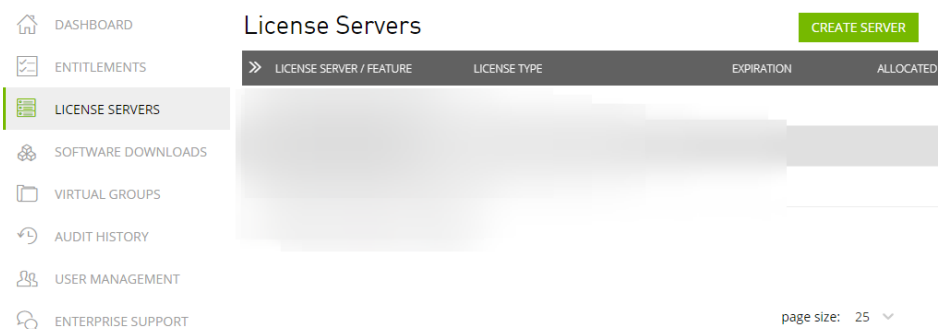 DASHBOARD
ENTITLEMENTS
LICENSE SERVERS
SOFTWARE DOWNLOADS
VIRTUAL GROUPS
AUDIT HISTORY
USER MANAGEMENT
ENTERPRISE SUPPORT
License Servers
CREATE SERVER
LICENSE SERVER / FEATURE LICENSE TYPE EXPIRATION ALLOCATED
page size: 25